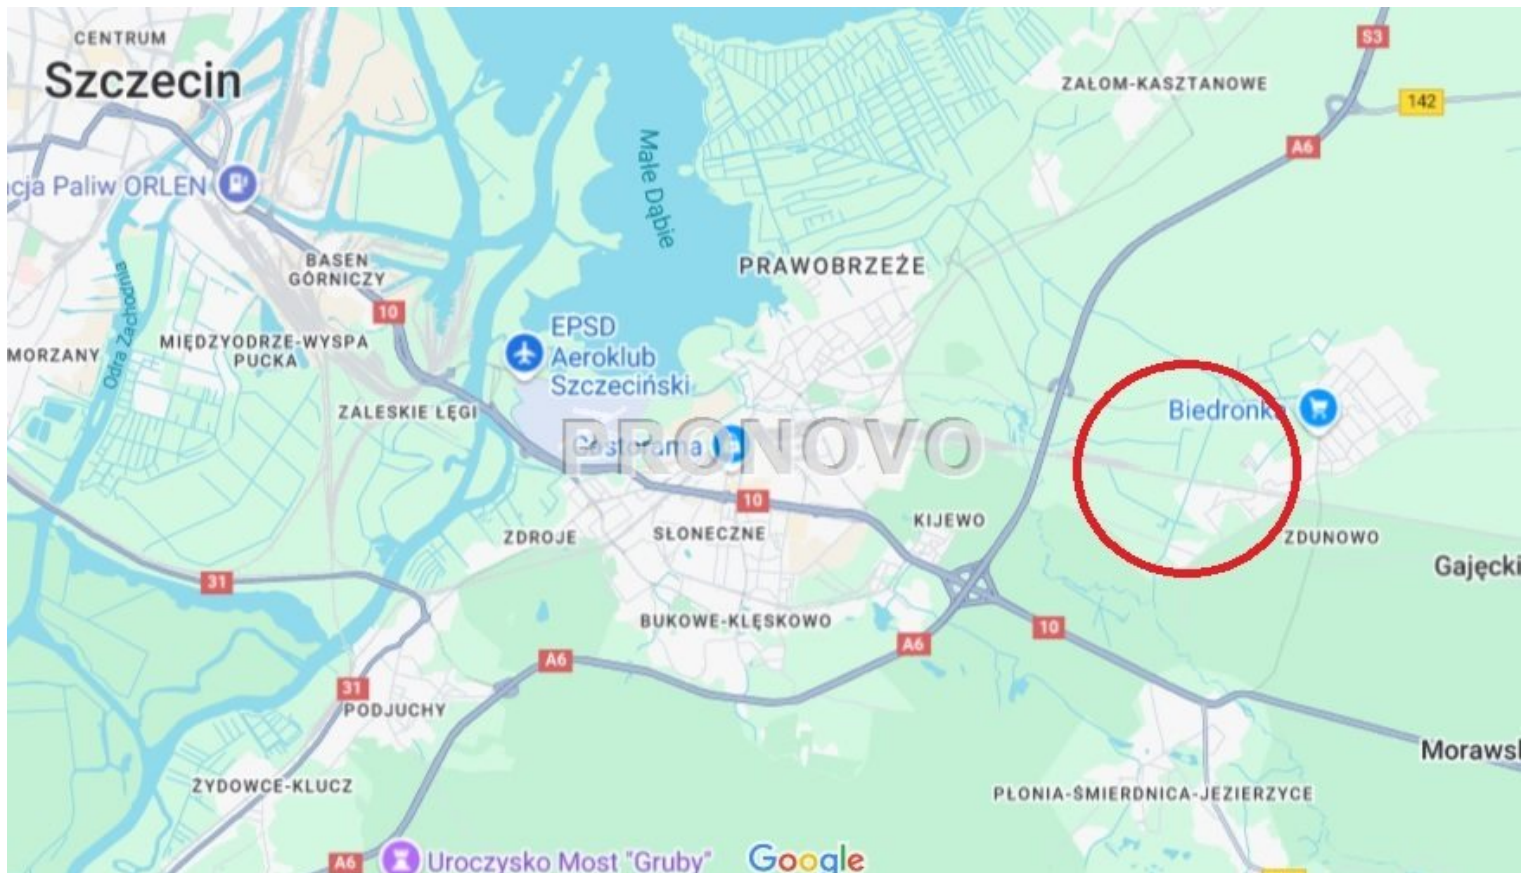 CENTRUM
Szczecin
S3
ZAŁOM-KASZTANOWE
142
A6
cja Paliw ORLEN
Małe Dąbie
BASEN
GÓRNICZY
PRAWOBRZEŻE
Odra Zachodnia
10
MORZANY
MIĘDZYODRZE-WYSPA
PUCKA
EPSD
Aeroklub
Szczeciński
ZALESKIE ŁĘGI
Biedronka
PRONOVO
Castorama
10
ZDROJE
SŁONECZNE
KIJEWO
ZDUNOWO
Gajęcki
31
BUKOWE-KLĘSKOWO
10
A6
A6
31
PODJUCHY
Morawsk
ŻYDOWCE-KLUCZ
PŁONIA-ŚMIERDNICA-JEZIERZYCE
A6
Uroczysko Most "Gruby"
Google